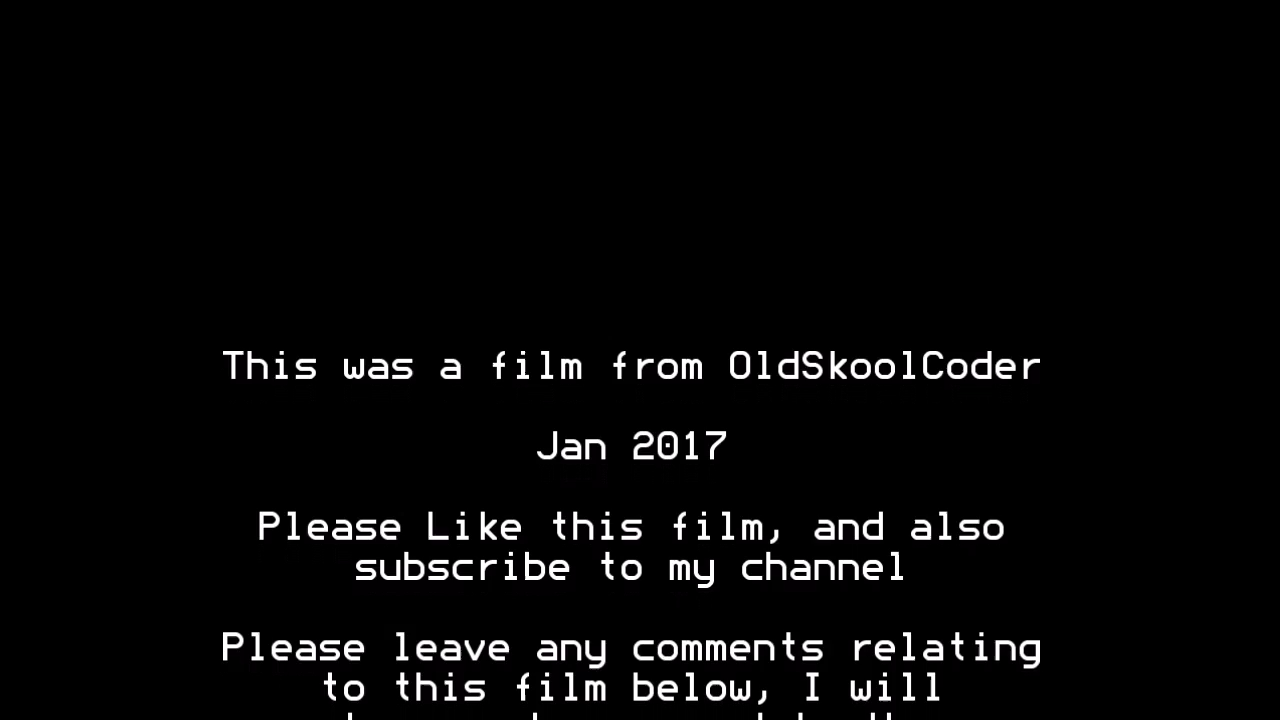 This was a film from OldSkoolCoder
Jan 2017
Please Like this film, and also
subscribe to my channel
Please leave any comments relating
to this film below, I will